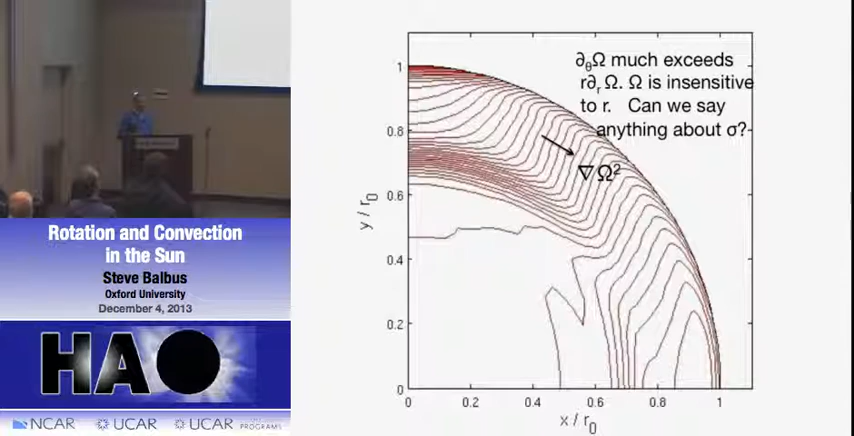 Rotation and Convection
in the Sun
Steve Balbus
Oxford University
December 4, 2013
HAO
NCAR UCAR UCAR PROGRAMS
∂θΩ much exceeds
r∂r Ω. Ω is insensitive
to r. Can we say
anything about σ?
∇Ω²
y / r0
1
0.8
0.6
0.4
0.2
0
0 0.2 0.4 0.6 0.8 1
x / r0